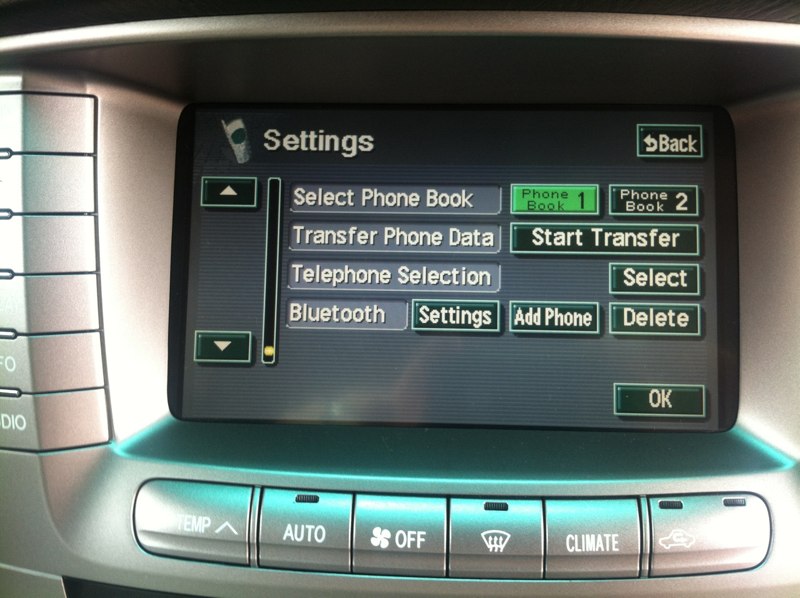 Settings
Back
Select Phone Book
Phone Book 1
Phone Book 2
Transfer Phone Data
Start Transfer
Telephone Selection
Select
Bluetooth
Settings
Add Phone
Delete
OK
TEMP
AUTO
OFF
CLIMATE